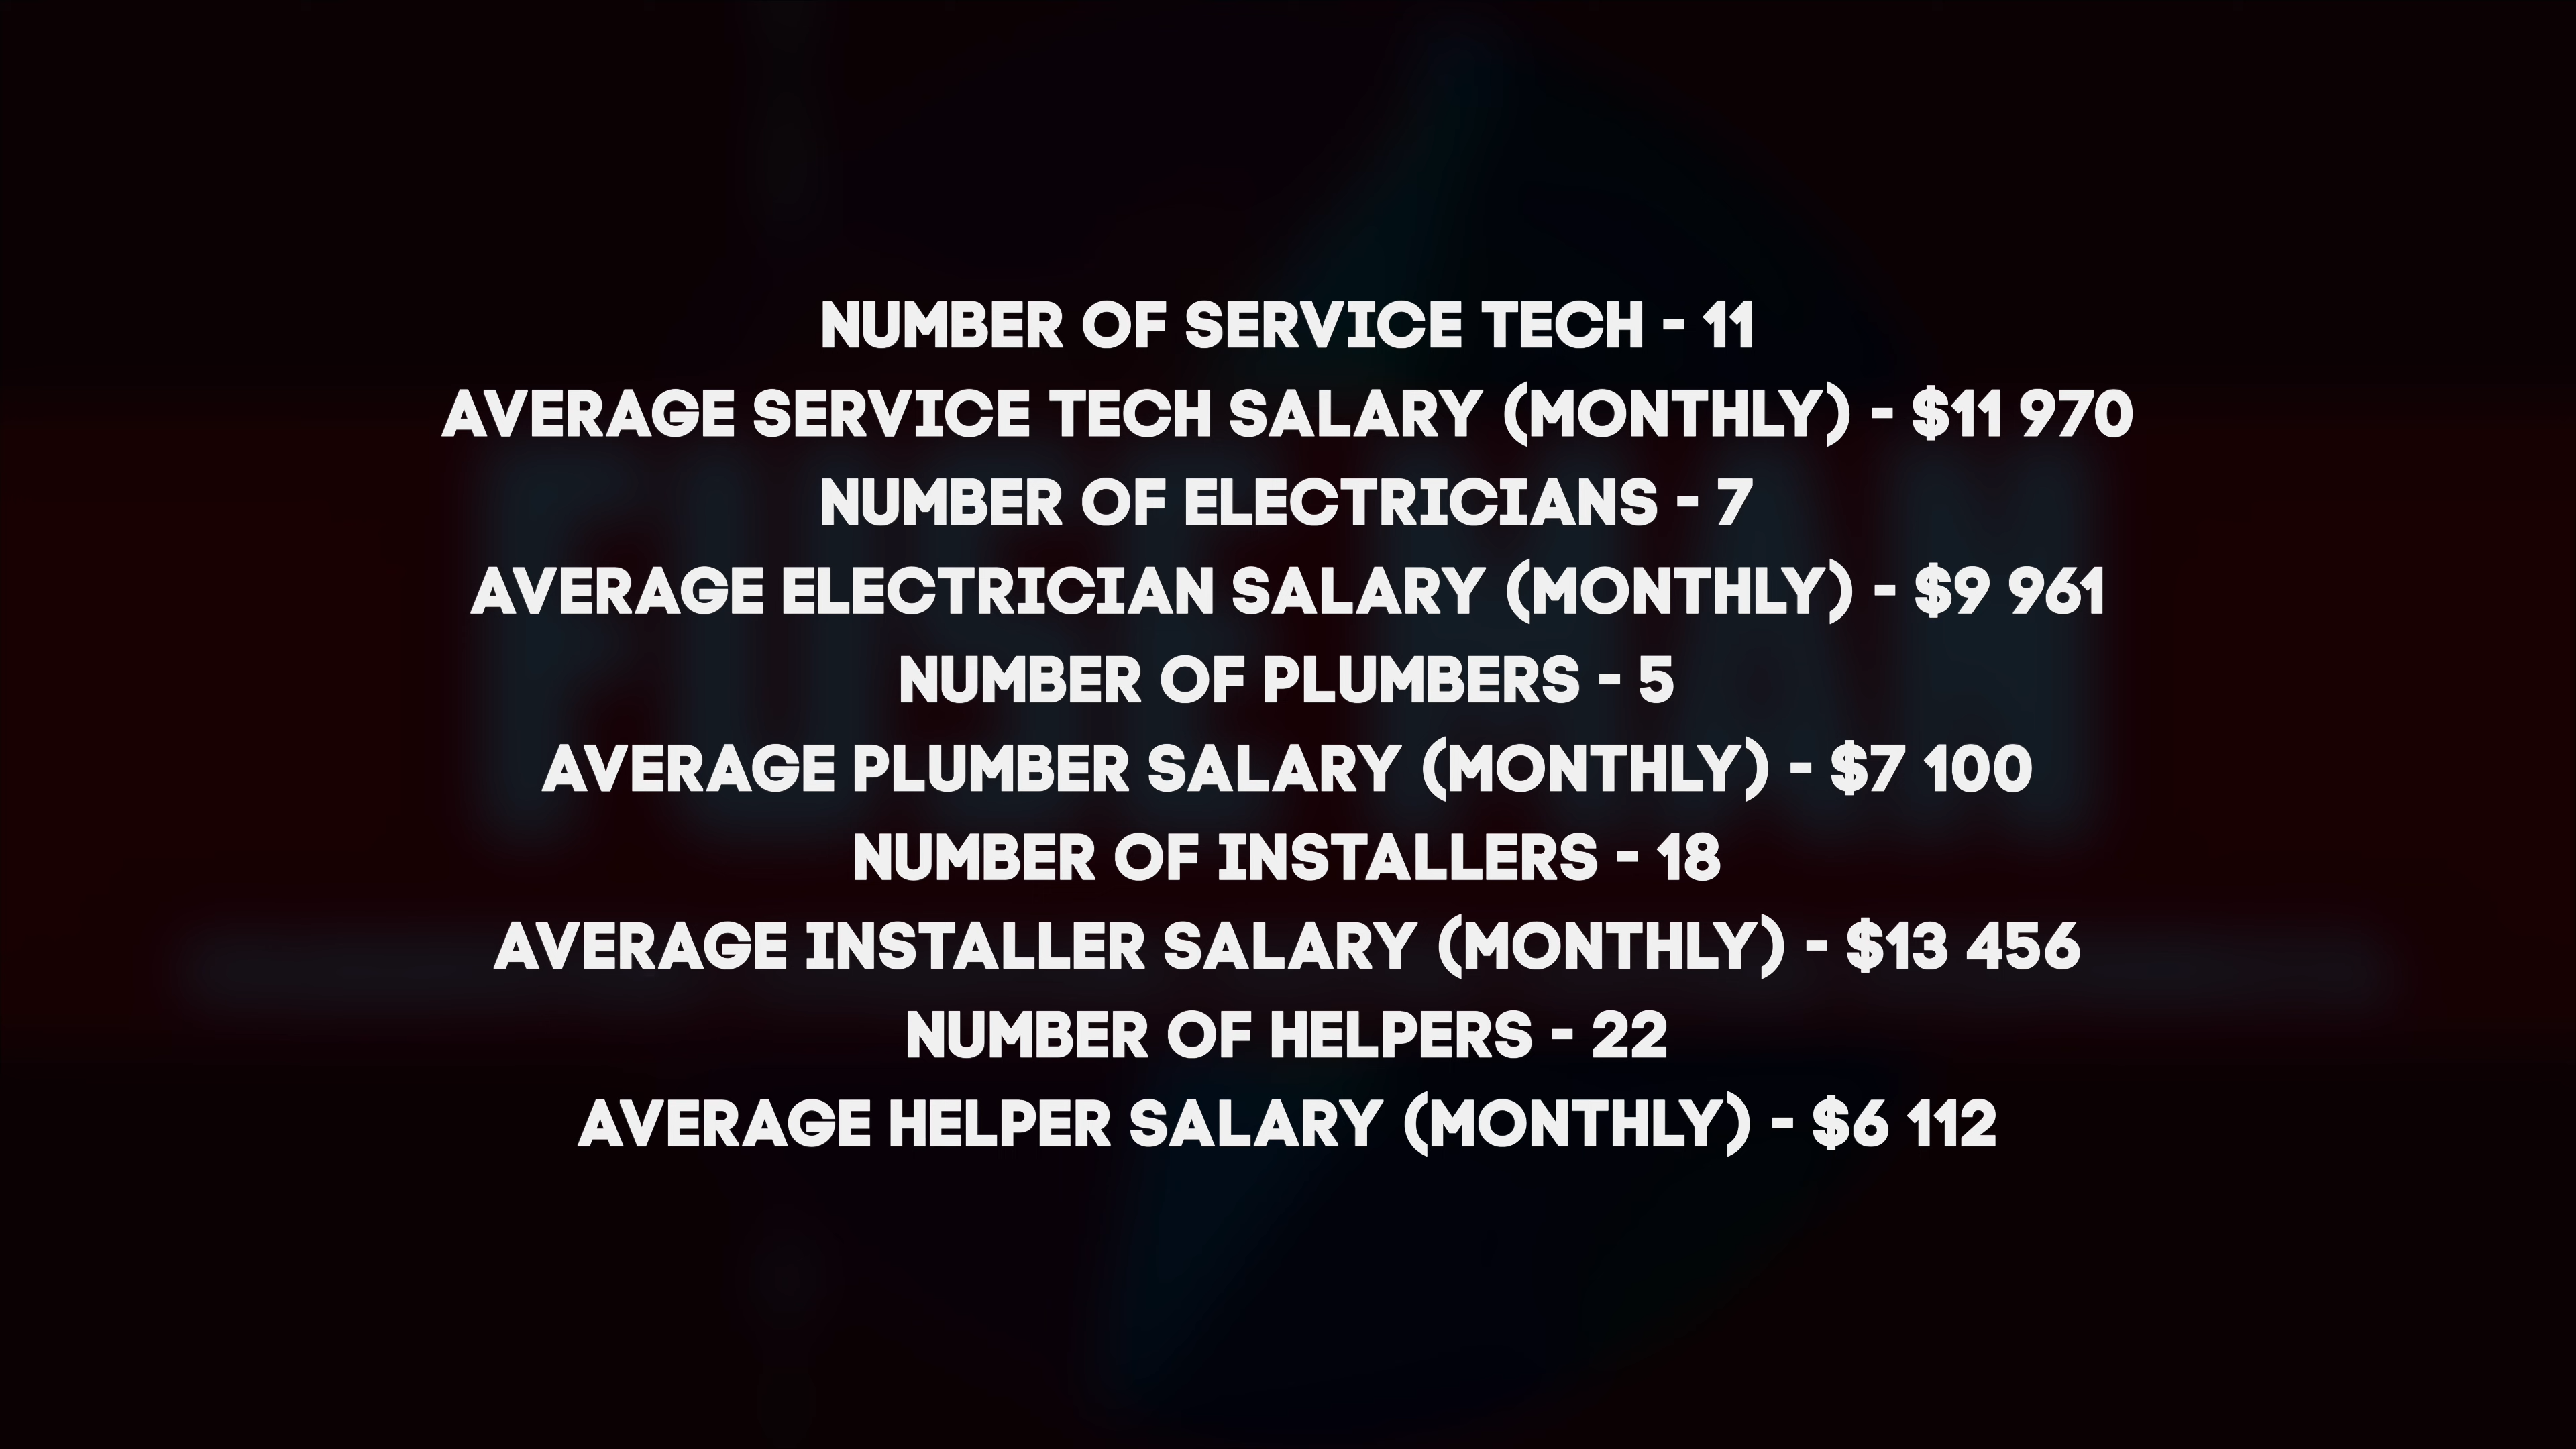 NUMBER OF SERVICE TECH - 11
AVERAGE SERVICE TECH SALARY (MONTHLY) - $11 970
NUMBER OF ELECTRICIANS - 7
AVERAGE ELECTRICIAN SALARY (MONTHLY) - $9 961
NUMBER OF PLUMBERS - 5
AVERAGE PLUMBER SALARY (MONTHLY) - $7 100
NUMBER OF INSTALLERS - 18
AVERAGE INSTALLER SALARY (MONTHLY) - $13 456
NUMBER OF HELPERS - 22
AVERAGE HELPER SALARY (MONTHLY) - $6 112